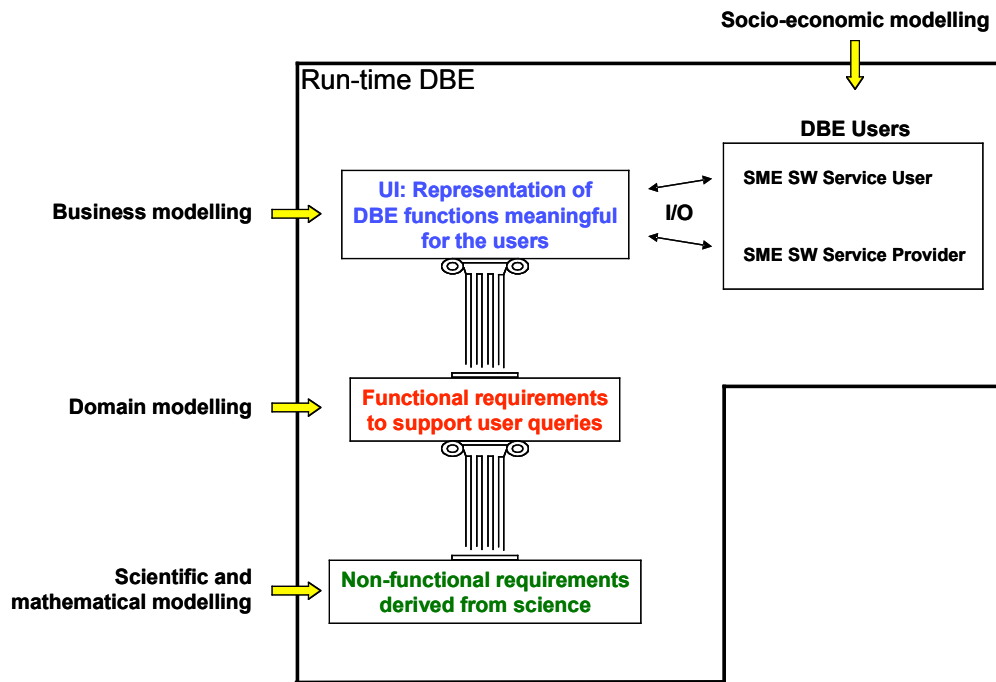 Socio-economic modelling
Run-time DBE
DBE Users
UI: Representation of
DBE functions meaningful
for the users
Business modelling
I/O
SME SW Service User
SME SW Service Provider
Domain modelling
Functional requirements
to support user queries
Scientific and
mathematical modelling
Non-functional requirements
derived from science